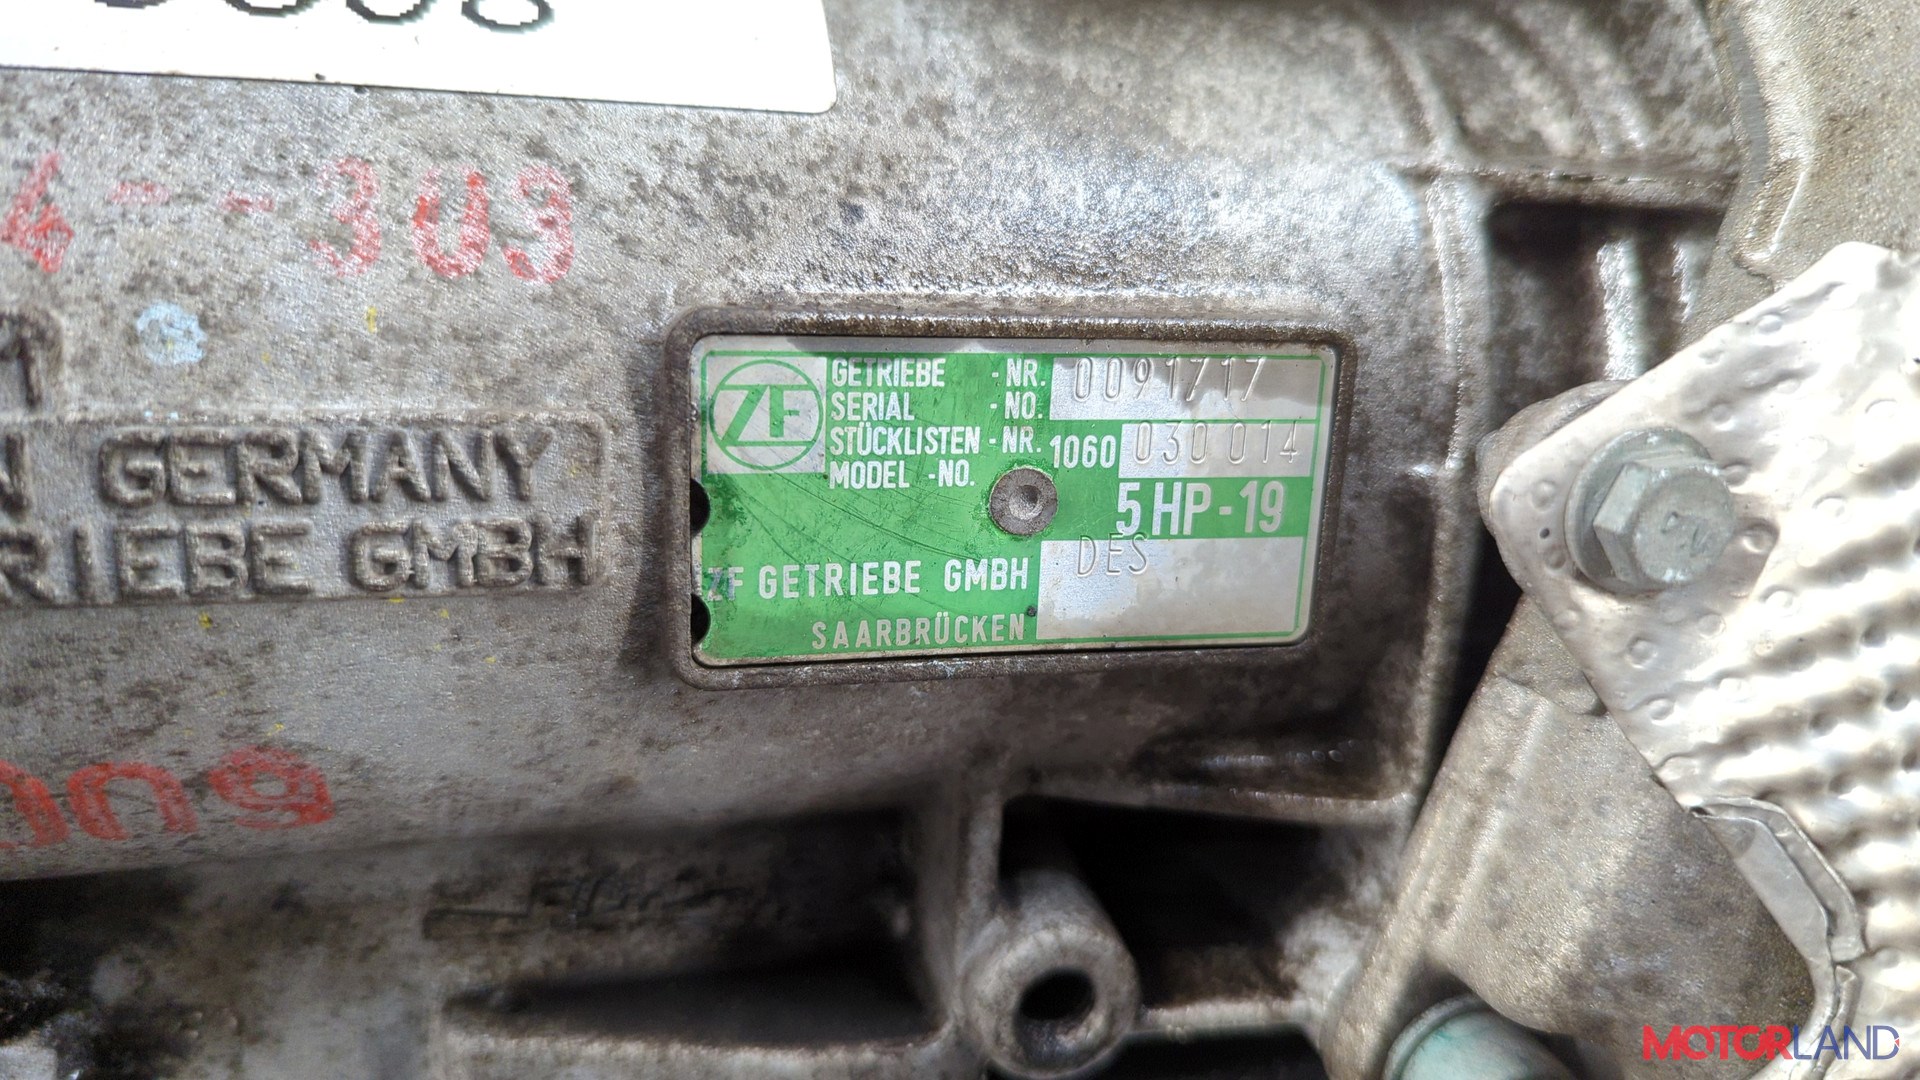 4--303
N GERMANY
RIEBE GMBH
ZF
GETRIEBE -NR. 0091717
SERIAL -NO.
STÜCKLISTEN -NR. 1060 030 014
MODEL -NO.
5 HP - 19
DES
ZF GETRIEBE GMBH
SAARBRÜCKEN
MOTORLAND